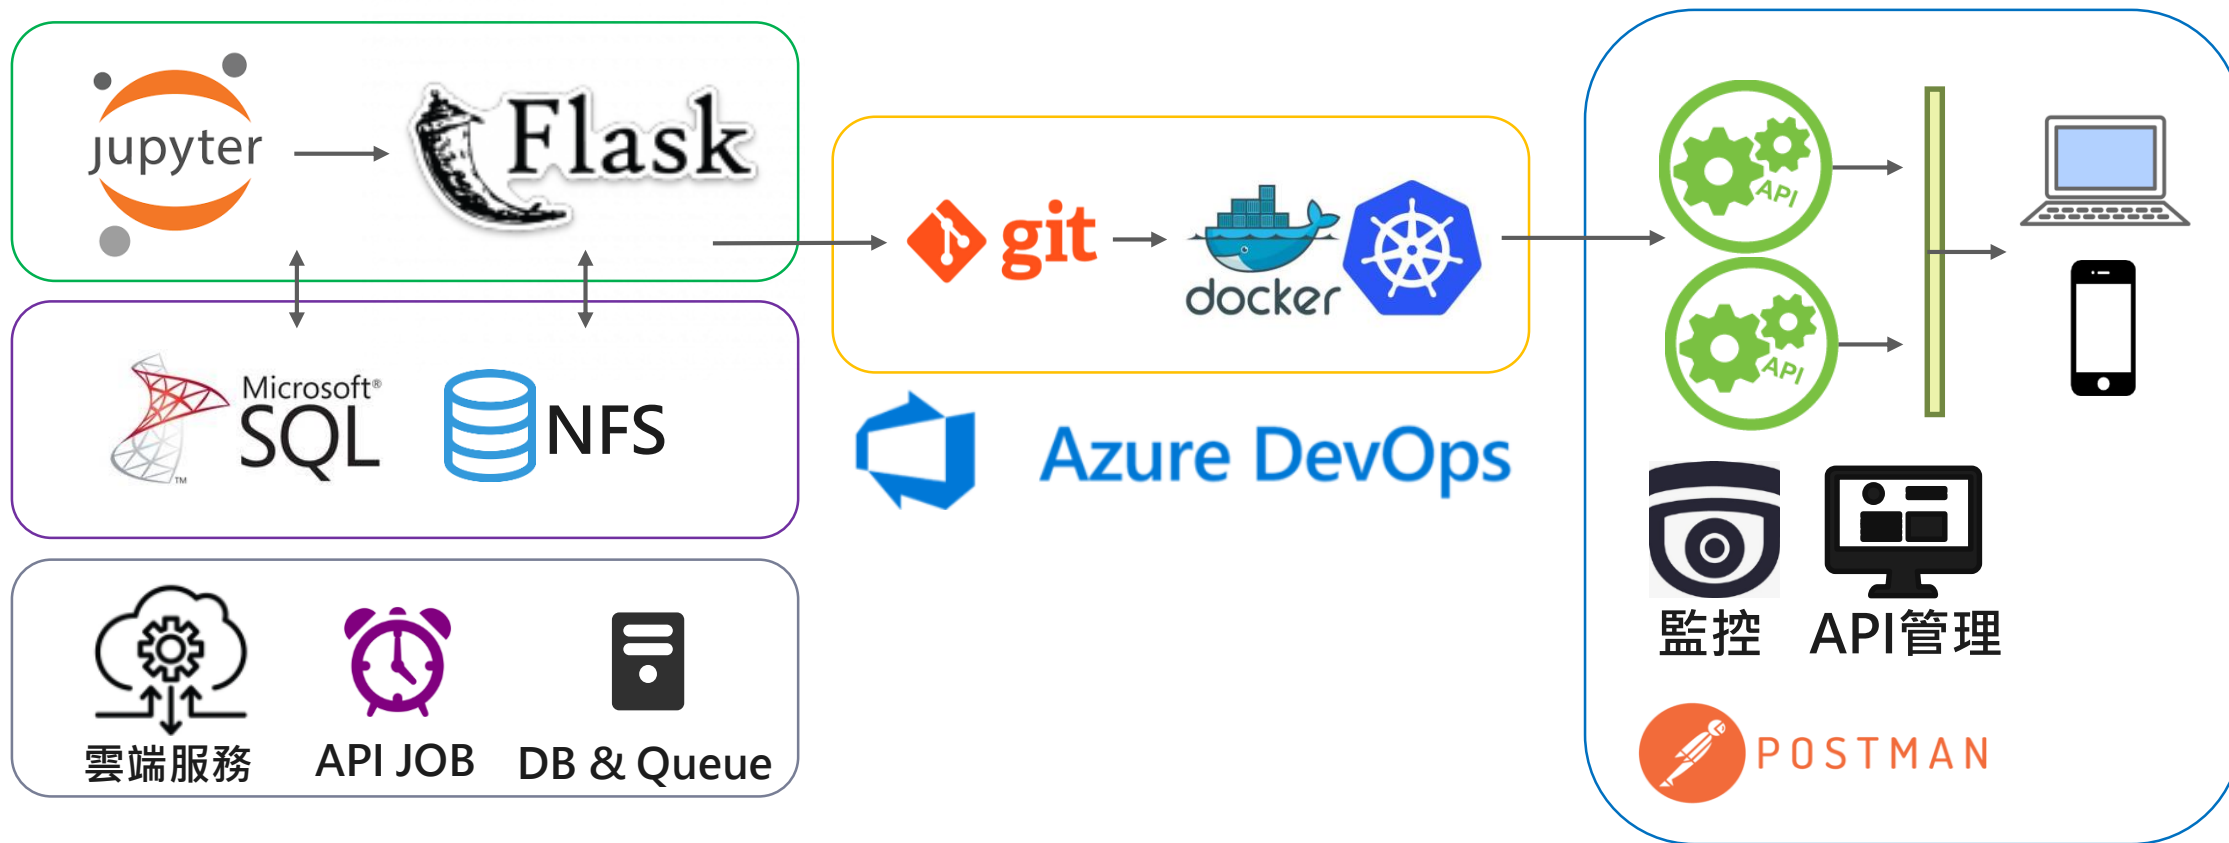 jupyter
Flask
Microsoft®
SQL
™
NFS
雲端服務
API JOB
DB & Queue
git
docker
Azure DevOps
API
API
監控
API管理
POSTMAN